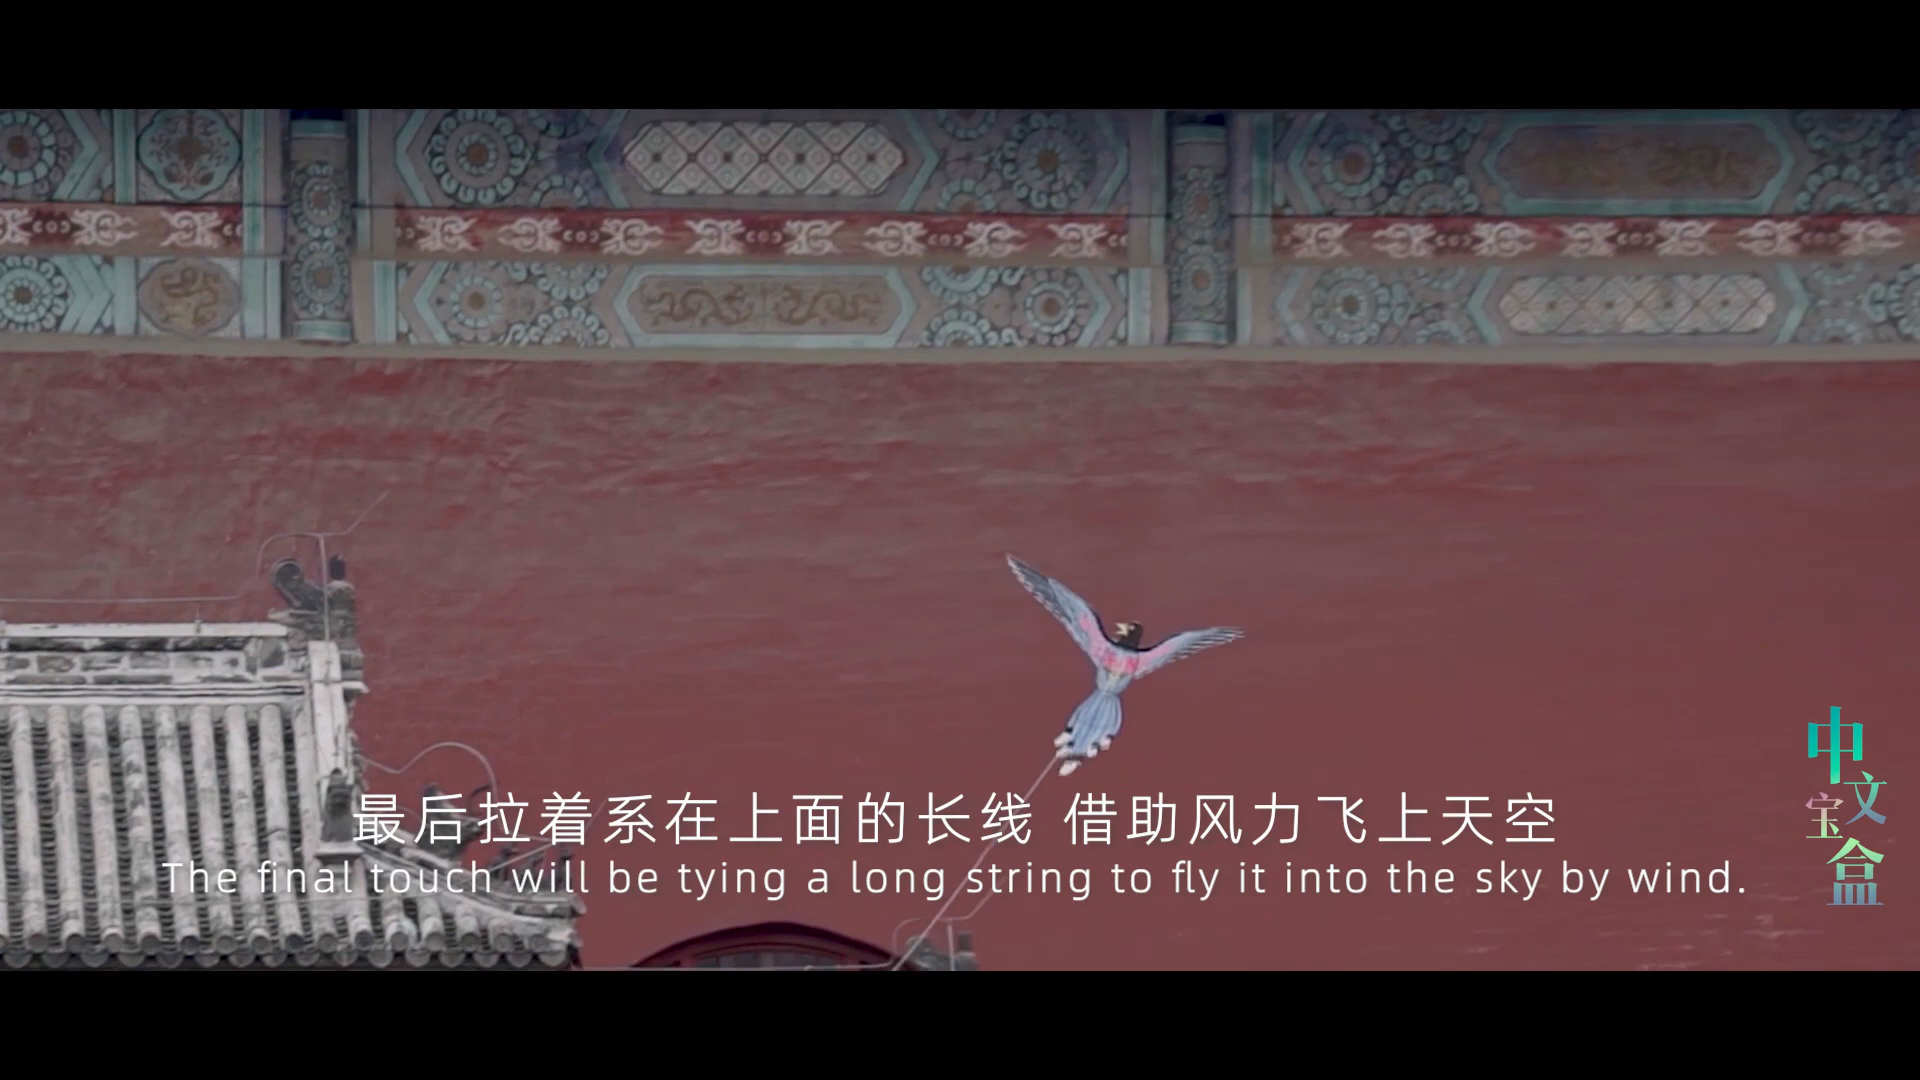 最后拉着系在上面的长线 借助风力飞上天空
The final touch will be tying a long string to fly it into the sky by wind.
中文宝盒